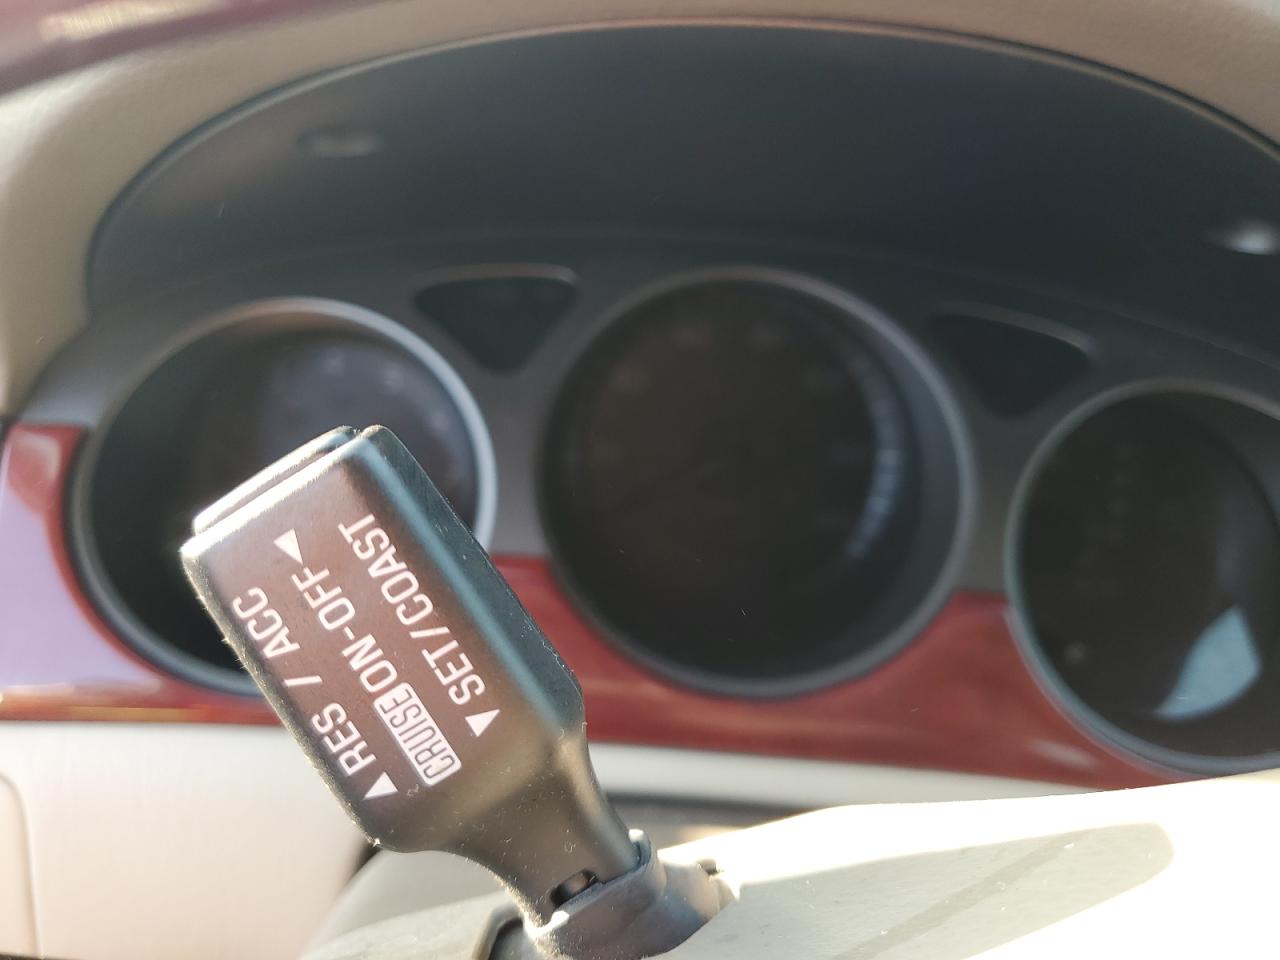 ▲RES / ACC
CRUISE ON-OFF▶
▼SET/COAST